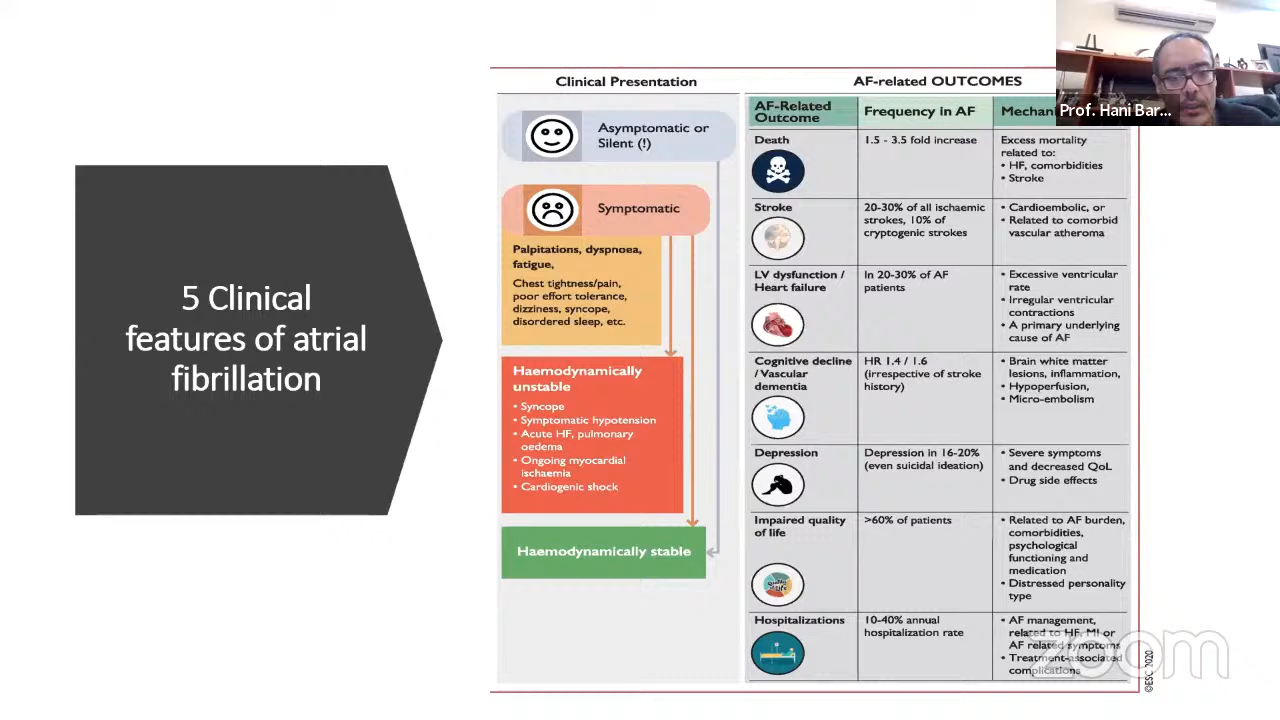 Prof. Hani Bar...
5 Clinical
features of atrial
fibrillation
Clinical Presentation
Asymptomatic or
Silent (!)
Symptomatic
Palpitations, dyspnoea,
fatigue,
Chest tightness/pain,
poor effort tolerance,
dizziness, syncope,
disordered sleep, etc.
Haemodynamically
unstable
• Syncope
• Symptomatic hypotension
• Acute HF, pulmonary
oedema
• Ongoing myocardial
ischaemia
• Cardiogenic shock
Haemodynamically stable
AF-related OUTCOMES
AF-Related
Outcome
Frequency in AF
Death
1.5 - 3.5 fold increase
Excess mortality
related to:
• HF, comorbidities
• Stroke
Stroke
20-30% of all ischaemic
strokes, 10% of
cryptogenic strokes
• Cardioembolic, or
• Related to comorbid
vascular atheroma
LV dysfunction /
Heart failure
In 20-30% of AF
patients
• Excessive ventricular
rate
• Irregular ventricular
contractions
• A primary underlying
cause of AF
Cognitive decline
/ Vascular
dementia
HR 1.4 / 1.6
(irrespective of stroke
history)
• Brain white matter
lesions, inflammation,
• Hypoperfusion,
• Micro-embolism
Depression
Depression in 16-20%
(even suicidal ideation)
• Severe symptoms
and decreased QoL
• Drug side effects
Impaired quality
of life
>60% of patients
• Related to AF burden,
comorbidities,
psychological
functioning and
medication
• Distressed personality
type
Hospitalizations
10-40% annual
hospitalization rate
• AF management,
related to HF, MI or
AF related symptoms
• Treatment-associated
complications
©ESC 2020
zoom